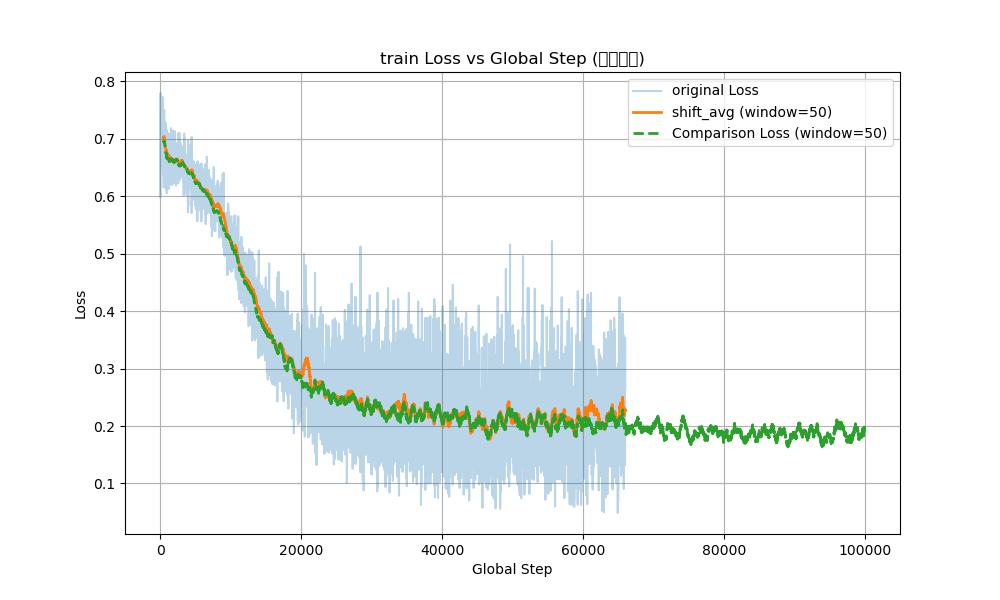 train Loss vs Global Step (□□□□)
original Loss
shift_avg (window=50)
Comparison Loss (window=50)
0.8
0.7
0.6
0.5
0.4
0.3
0.2
0.1
Loss
0 20000 40000 60000 80000 100000
Global Step